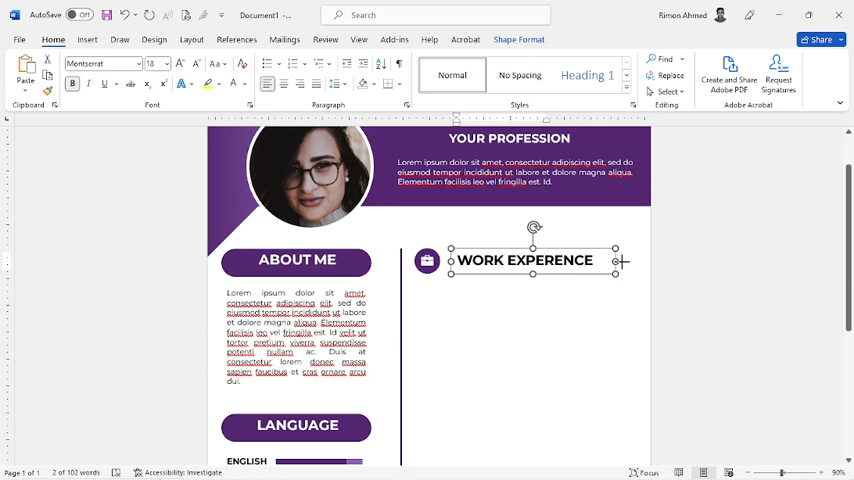 AutoSave Off Document1 -... Search Rimon Ahmed
File Home Insert Draw Design Layout References Mailings Review View Add-ins Help Acrobat Shape Format Share
Montserrat 18 A A Aa A Normal No Spacing Heading 1 Find
Paste Replace Create and Share Request
B I U ab x A A Select Adobe PDF Signatures
Clipboard Font Paragraph Styles Editing Adobe Acrobat
YOUR PROFESSION
Lorem ipsum dolor sit amet, consectetur adipiscing elit, sed do
eiusmod tempor incididunt ut labore et dolore magna aliqua.
Elementum facilisis leo vel fringilla est. Id.
ABOUT ME
WORK EXPERENCE
Lorem ipsum dolor sit amet,
consectetur adipiscing elit, sed do
eiusmod tempor incididunt ut labore
et dolore magna aliqua. Elementum
facilisis leo vel fringilla est. Id velit ut
tortor pretium viverra suspendisse
potenti nullam ac. Duis at
consectetur lorem donec massa
sapien faucibus et cras ornare arcu
dui.
LANGUAGE
ENGLISH
Page 1 of 1 2 of 102 words Accessibility: Investigate Focus 90%